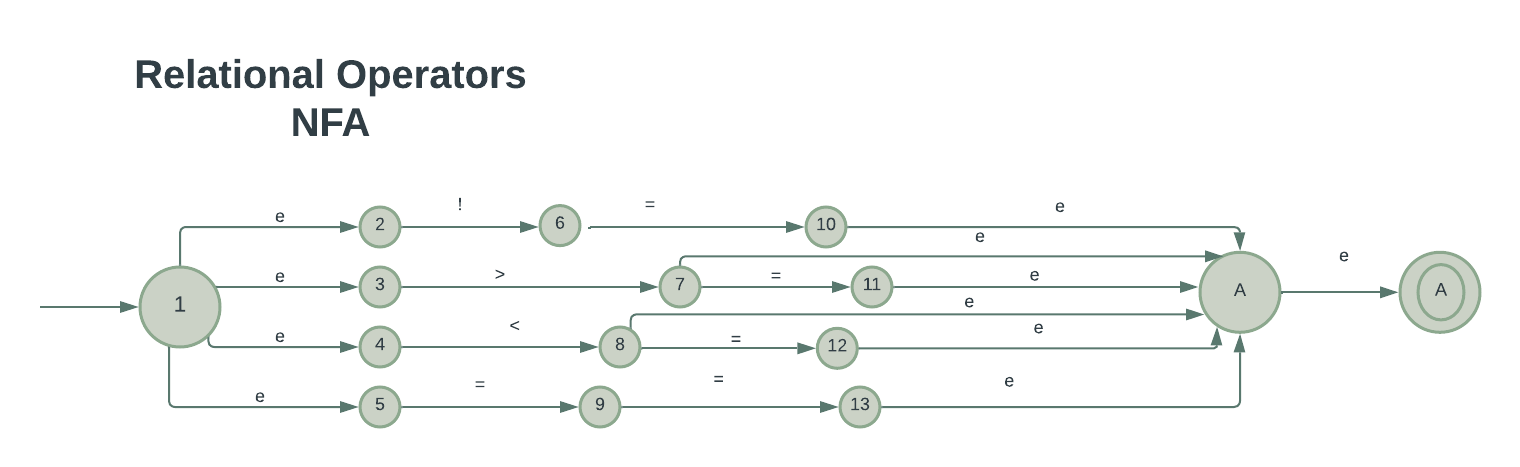 Relational Operators
NFA
e 2 ! 6 = 10 e
e
e 3 > 7 = 11 e
1 A e A
e
e 4 < 8 = 12 e
e 5 = 9 = 13 e